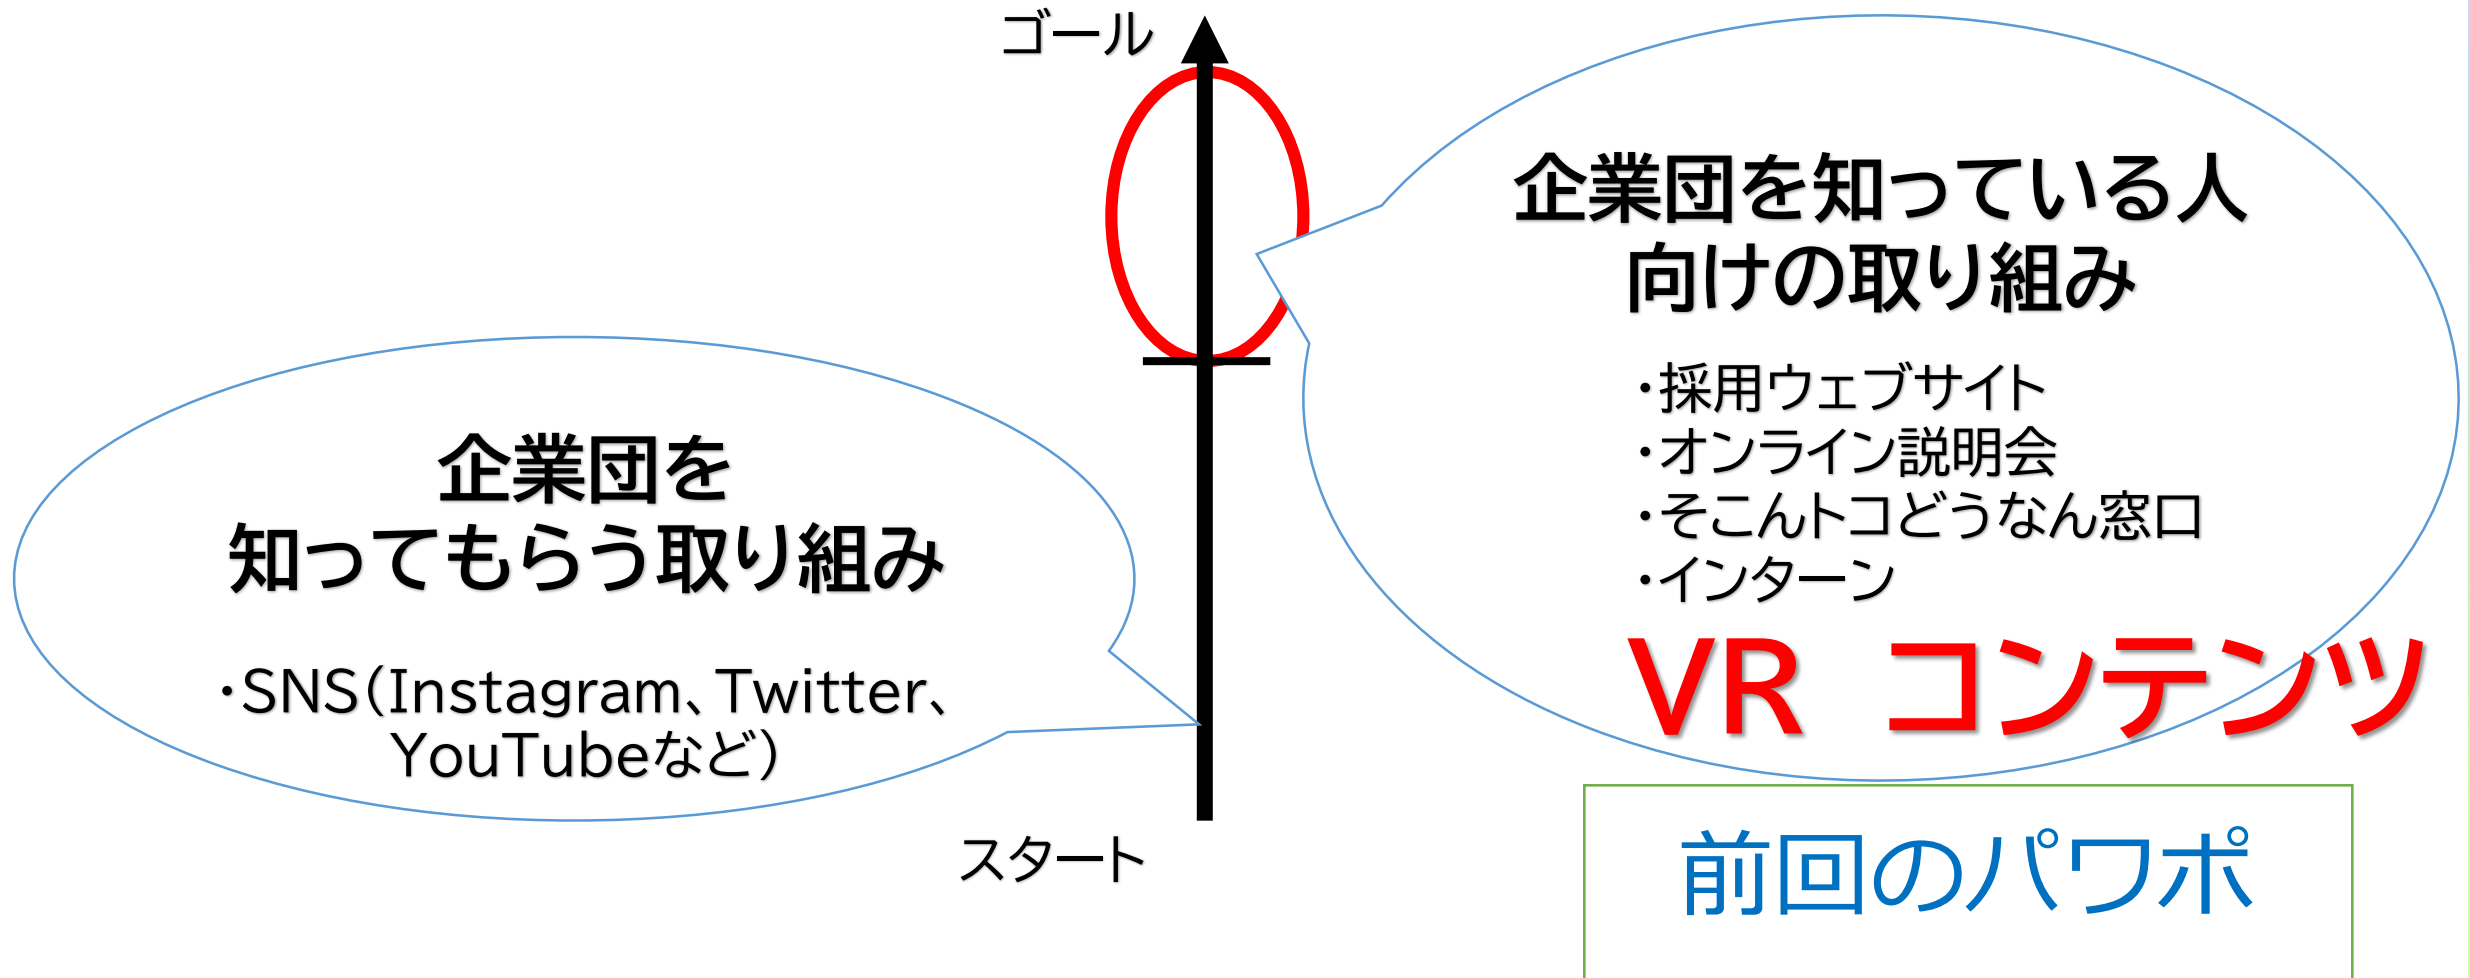 ゴール
企業団を知っている人
向けの取り組み
・採用ウェブサイト
・オンライン説明会
・そこんトコどうなん窓口
・インターン
VR コンテンツ
企業団を
知ってもらう取り組み
・SNS（Instagram、Twitter、
YouTubeなど）
スタート
前回のパワポ